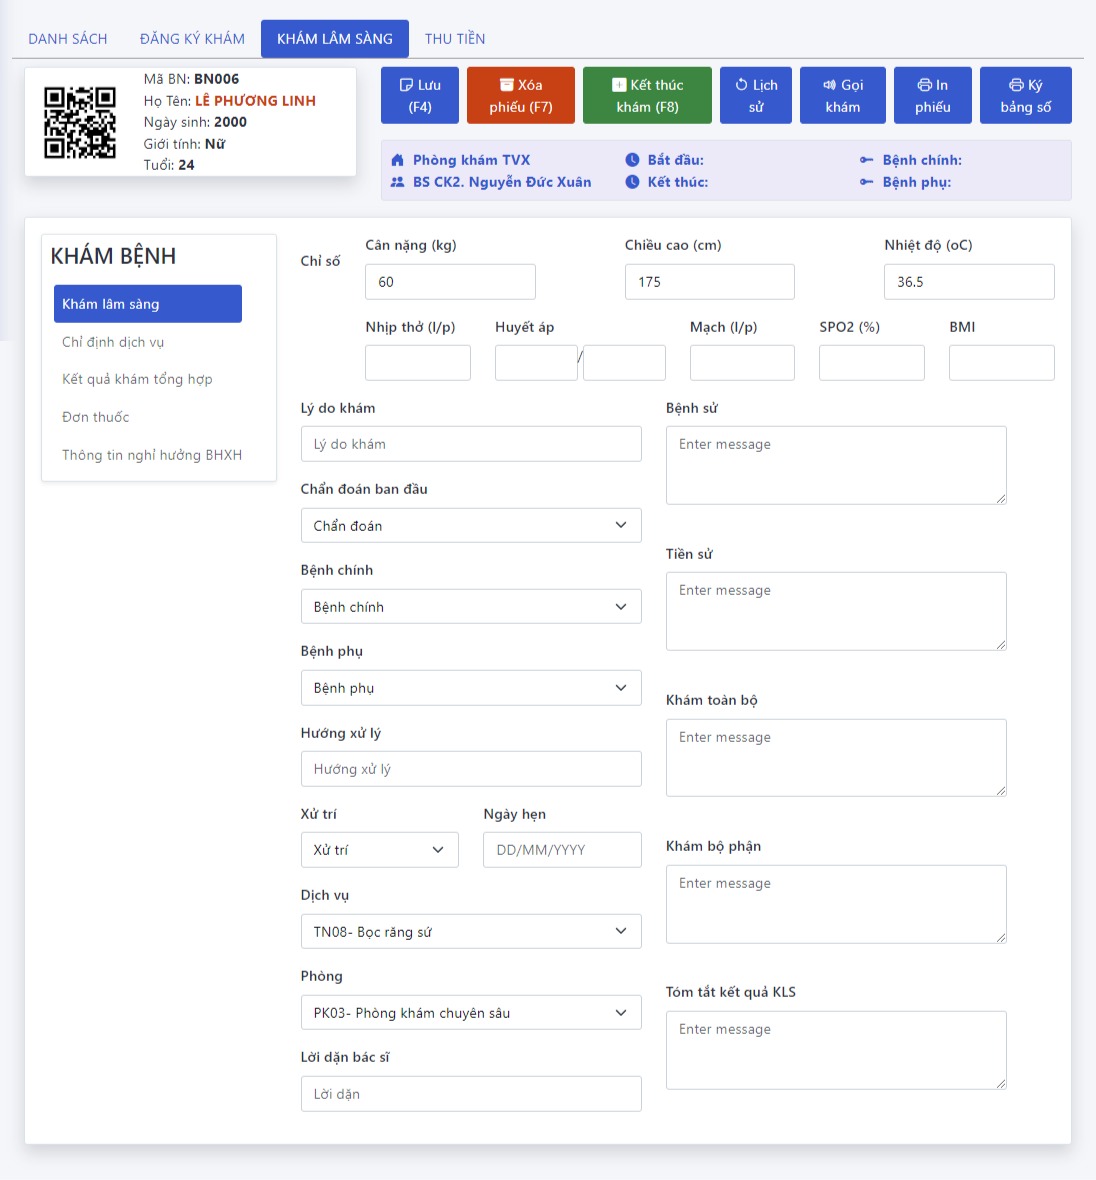 DANH SÁCH
ĐĂNG KÝ KHÁM
KHÁM LÂM SÀNG
THU TIỀN
Mã BN: BN006
Họ Tên: LÊ PHƯƠNG LINH
Ngày sinh: 2000
Giới tính: Nữ
Tuổi: 24
Lưu
(F4)
Xóa
phiếu (F7)
Kết thúc
khám (F8)
Lịch
sử
Gọi
khám
In
phiếu
Ký
bảng số
Phòng khám TVX
Bắt đầu:
Bệnh chính:
BS CK2. Nguyễn Đức Xuân
Kết thúc:
Bệnh phụ:
KHÁM BỆNH
Khám lâm sàng
Chỉ định dịch vụ
Kết quả khám tổng hợp
Đơn thuốc
Thông tin nghỉ hưởng BHXH
Chỉ số
Cân nặng (kg)
60
Chiều cao (cm)
175
Nhiệt độ (oC)
36.5
Nhịp thở (l/p)
Huyết áp
/
Mạch (l/p)
SPO2 (%)
BMI
Lý do khám
Lý do khám
Chẩn đoán ban đầu
Chẩn đoán
Bệnh chính
Bệnh chính
Bệnh phụ
Bệnh phụ
Hướng xử lý
Hướng xử lý
Xử trí
Xử trí
Ngày hẹn
DD/MM/YYYY
Dịch vụ
TN08- Bọc răng sứ
Phòng
PK03- Phòng khám chuyên sâu
Lời dặn bác sĩ
Lời dặn
Bệnh sử
Enter message
Tiền sử
Enter message
Khám toàn bộ
Enter message
Khám bộ phận
Enter message
Tóm tắt kết quả KLS
Enter message